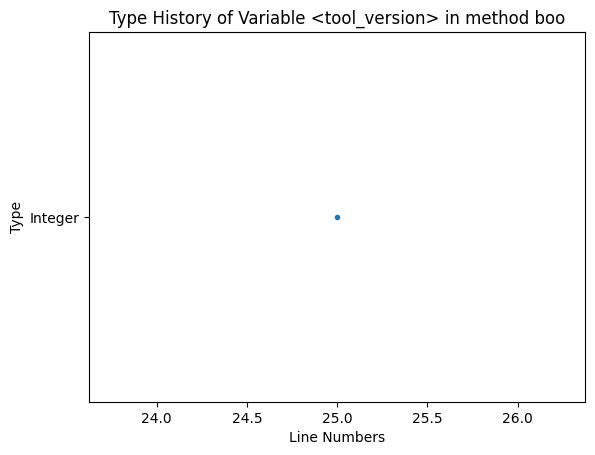 Type History of Variable <tool_version> in method boo
Type
Integer
24.0 24.5 25.0 25.5 26.0
Line Numbers